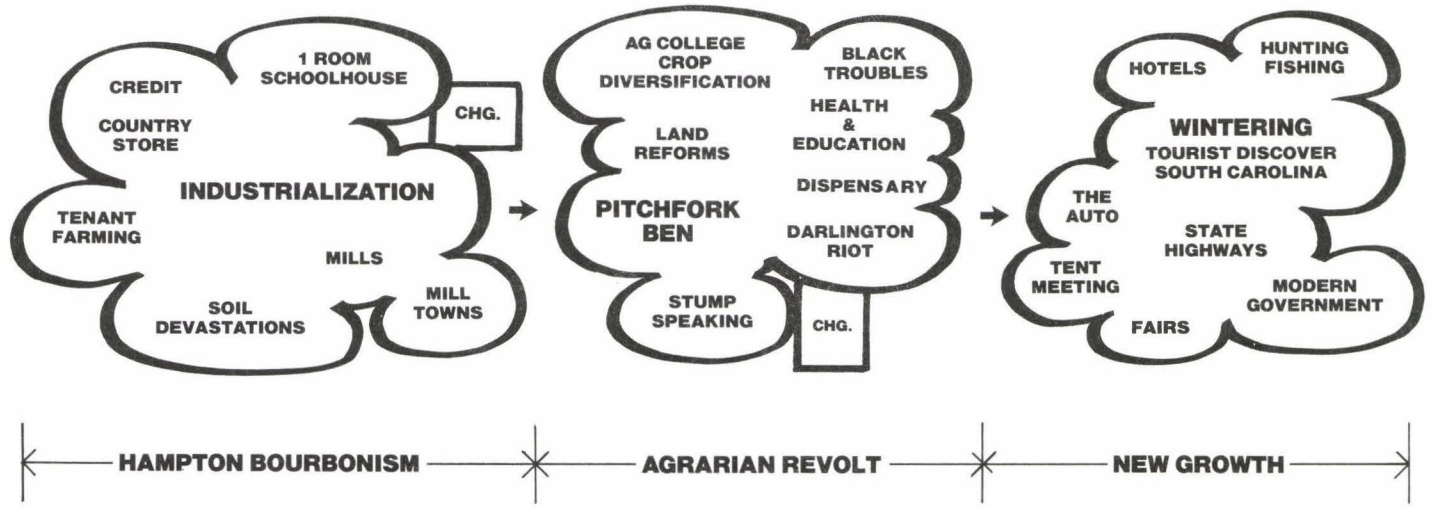 1 ROOM
SCHOOLHOUSE
CREDIT
COUNTRY
STORE
CHG.
INDUSTRIALIZATION
TENANT
FARMING
MILLS
SOIL
DEVASTATIONS
MILL
TOWNS
AG COLLEGE
CROP
DIVERSIFICATION
BLACK
TROUBLES
HEALTH
&
EDUCATION
LAND
REFORMS
DISPENSARY
PITCHFORK
BEN
DARLINGTON
RIOT
STUMP
SPEAKING
CHG.
HOTELS
HUNTING
FISHING
WINTERING
TOURIST DISCOVER
SOUTH CAROLINA
THE
AUTO
STATE
HIGHWAYS
TENT
MEETING
MODERN
GOVERNMENT
FAIRS
HAMPTON BOURBONISM
AGRARIAN REVOLT
NEW GROWTH